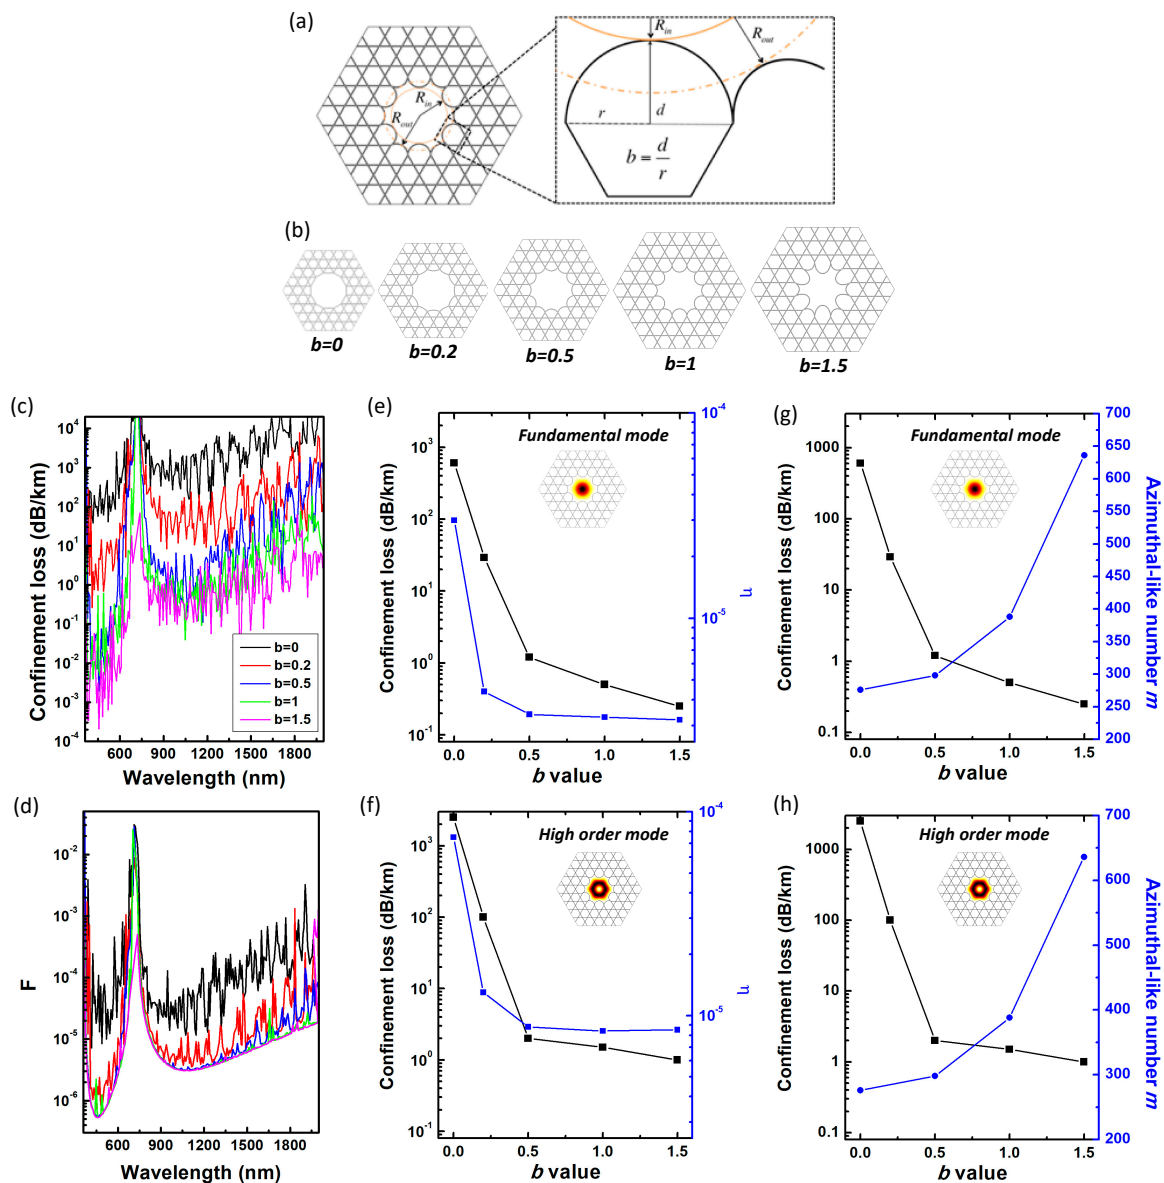 (a)
R_in
R_out
R_in
R_out
r
d
b = d/r
(b)
b=0
b=0.2
b=0.5
b=1
b=1.5
(c)
Confinement loss (dB/km)
10^4
10^3
10^2
10^1
10^0
10^-1
10^-2
10^-3
10^-4
b=0
b=0.2
b=0.5
b=1
b=1.5
600 900 1200 1500 1800
Wavelength (nm)
(d)
F
10^-2
10^-3
10^-4
10^-5
10^-6
600 900 1200 1500 1800
Wavelength (nm)
(e)
Fundamental mode
Confinement loss (dB/km)
10^3
10^2
10^1
10^0
10^-1
10^-4
10^-5
η
0.0 0.5 1.0 1.5
b value
(f)
High order mode
Confinement loss (dB/km)
10^3
10^2
10^1
10^0
10^-1
10^-4
10^-5
η
0.0 0.5 1.0 1.5
b value
(g)
Fundamental mode
Confinement loss (dB/km)
1000
100
10
1
0.1
700
650
600
550
500
450
400
350
300
250
200
Azimuthal-like number m
0.0 0.5 1.0 1.5
b value
(h)
High order mode
Confinement loss (dB/km)
1000
100
10
1
0.1
700
600
500
400
300
200
Azimuthal-like number m
0.0 0.5 1.0 1.5
b value